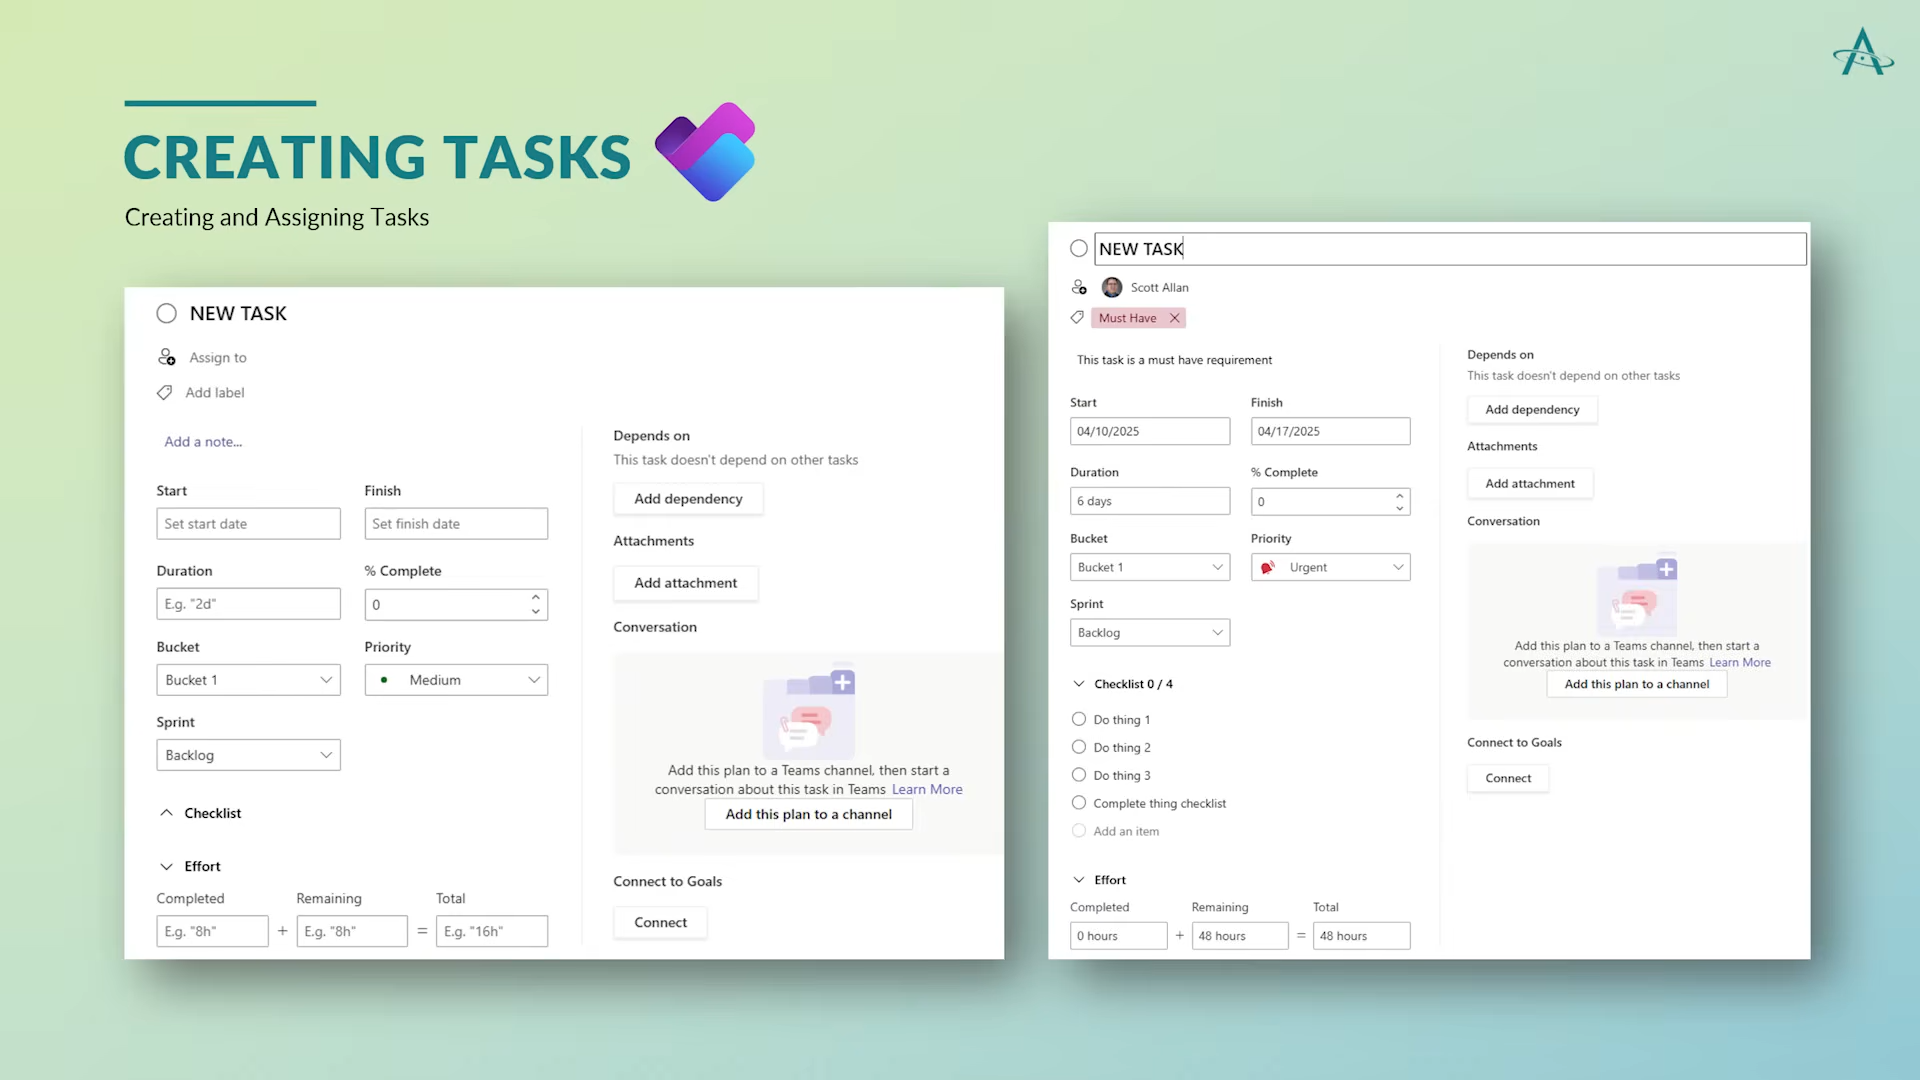 CREATING TASKS
Creating and Assigning Tasks
NEW TASK
Assign to
Add label
Add a note...
Start Finish
Set start date Set finish date
Duration % Complete
E.g. "2d" 0
Bucket Priority
Bucket 1 Medium
Sprint
Backlog
Checklist
Effort
Completed Remaining Total
E.g. "8h" + E.g. "8h" = E.g. "16h"
Depends on
This task doesn't depend on other tasks
Add dependency
Attachments
Add attachment
Conversation
Add this plan to a Teams channel, then start a
conversation about this task in Teams Learn More
Add this plan to a channel
Connect to Goals
Connect
NEW TASK
Scott Allan
Must Have
This task is a must have requirement
Start Finish
04/10/2025 04/17/2025
Duration % Complete
6 days 0
Bucket Priority
Bucket 1 Urgent
Sprint
Backlog
Checklist 0 / 4
Do thing 1
Do thing 2
Do thing 3
Complete thing checklist
Add an item
Effort
Completed Remaining Total
0 hours + 48 hours = 48 hours
Depends on
This task doesn't depend on other tasks
Add dependency
Attachments
Add attachment
Conversation
Add this plan to a Teams channel, then start a
conversation about this task in Teams Learn More
Add this plan to a channel
Connect to Goals
Connect